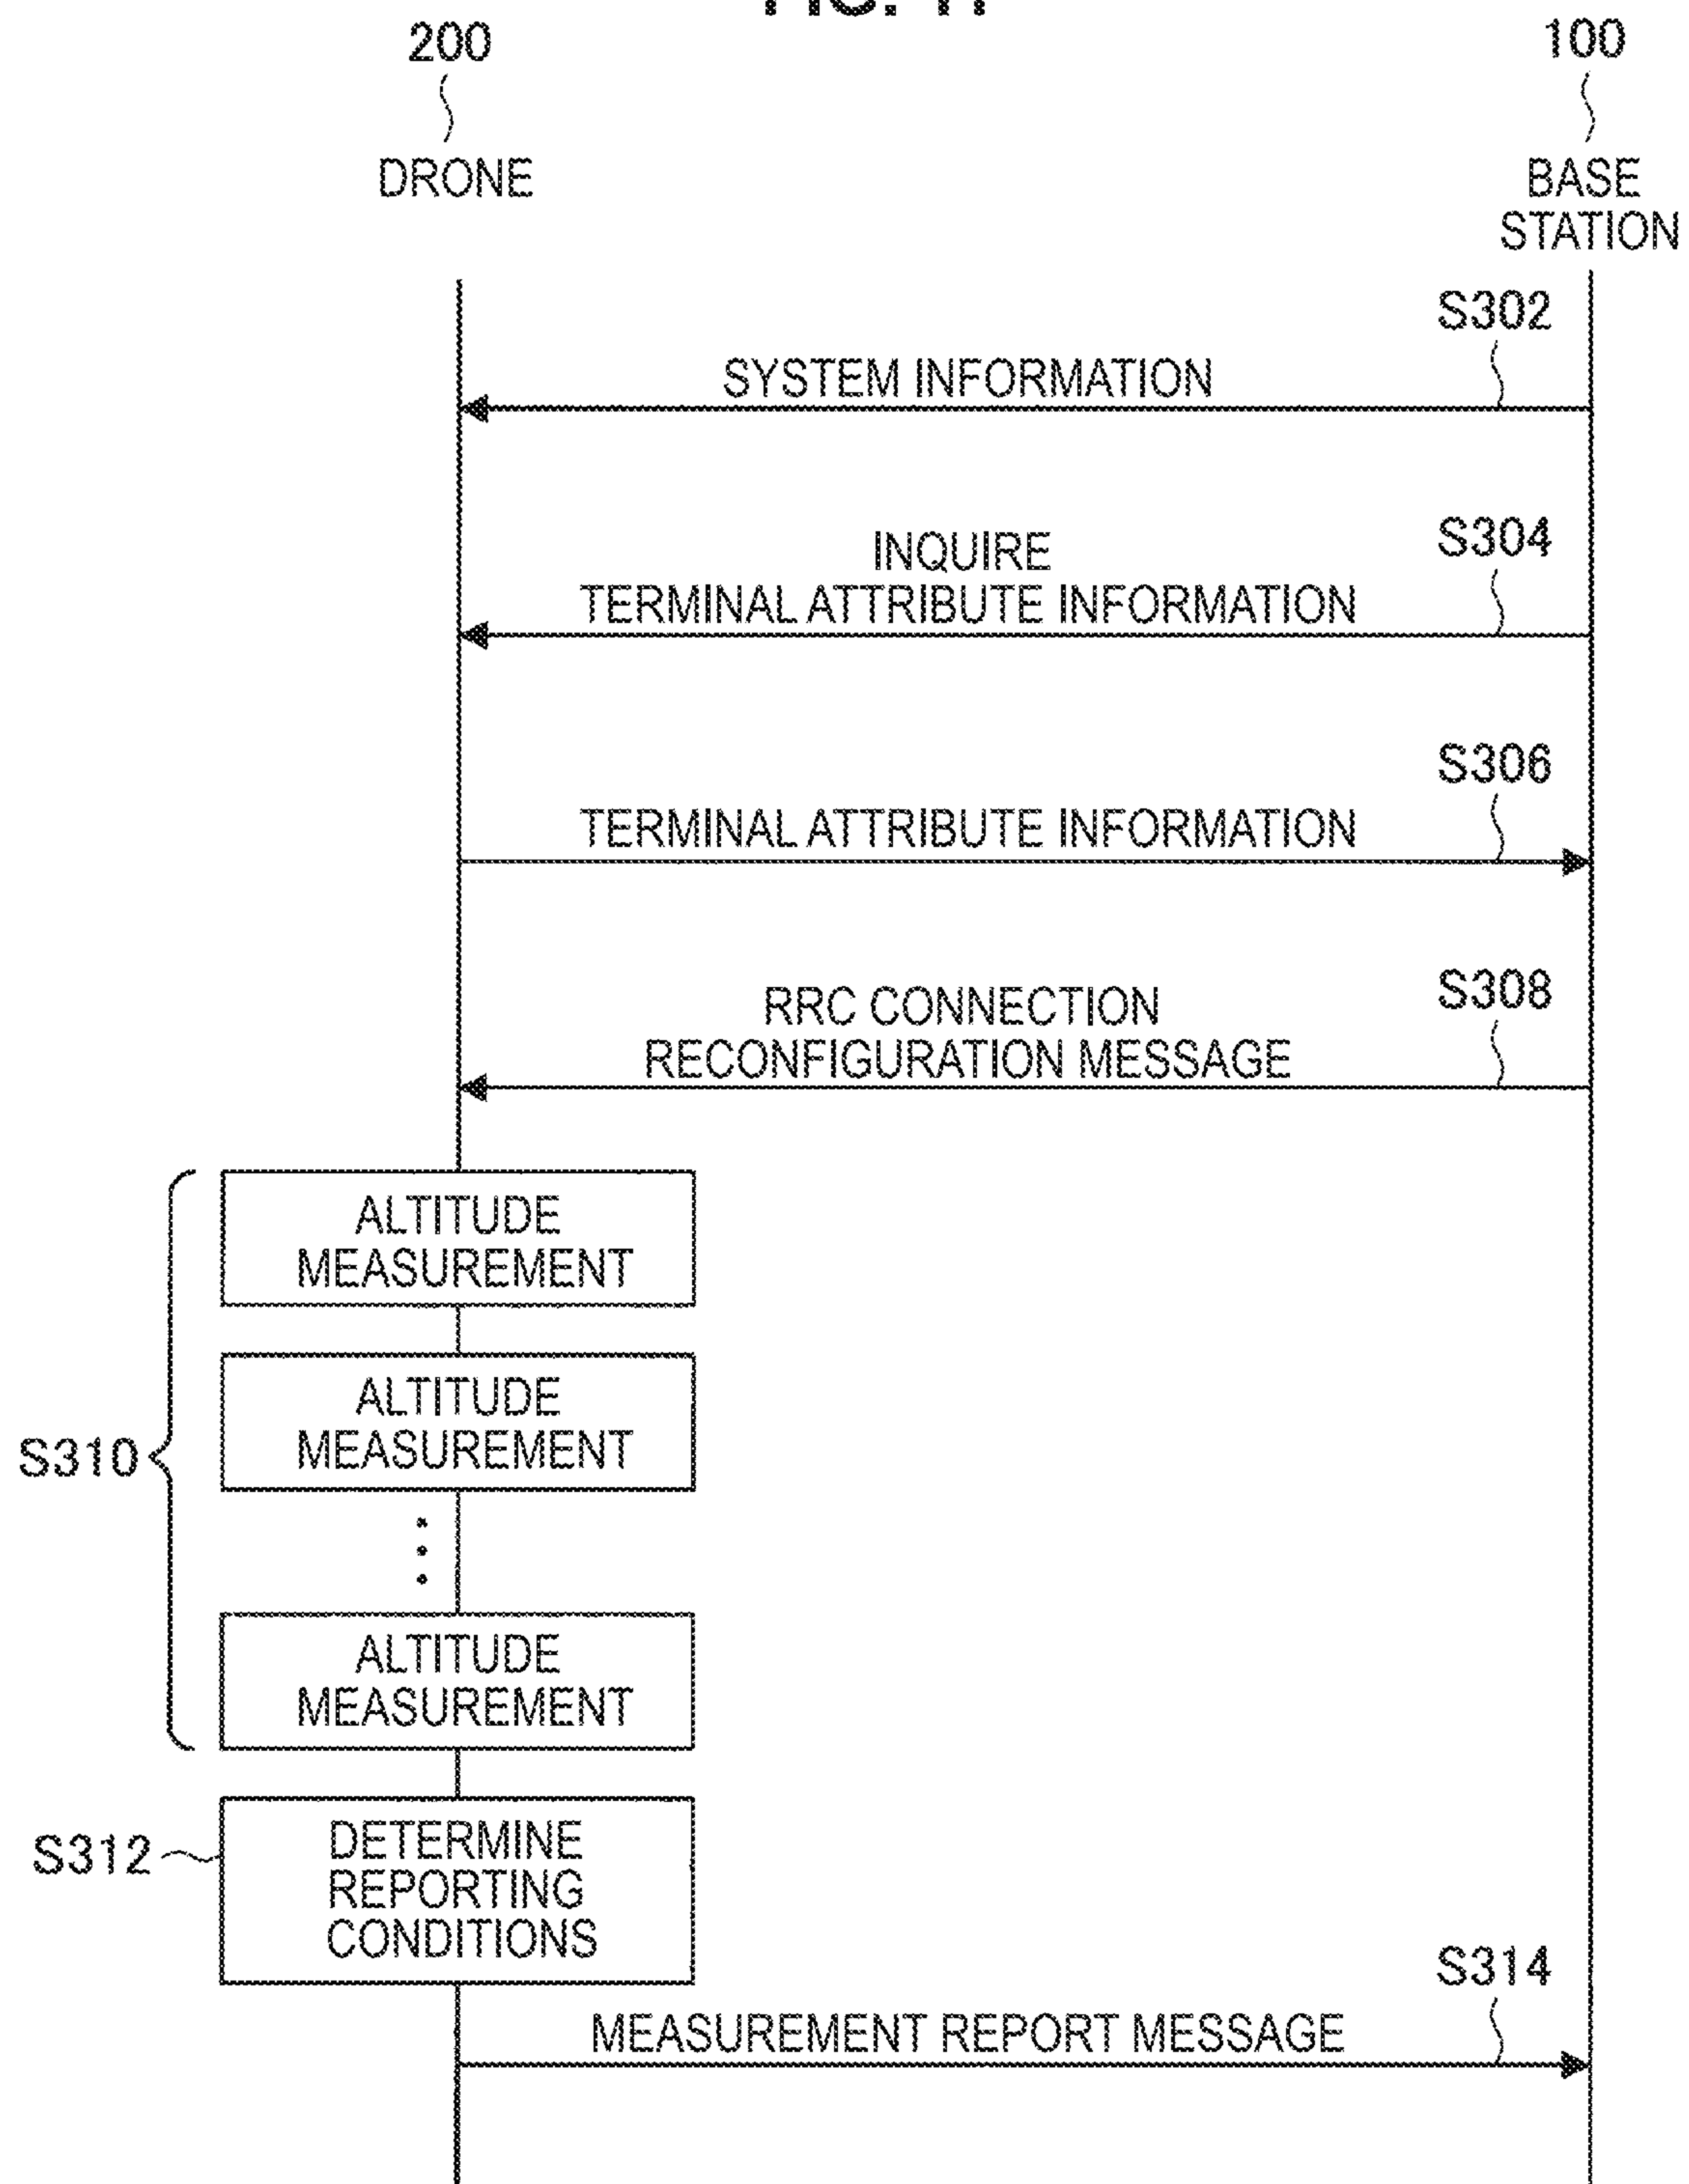 200
100
DRONE
BASE
STATION
S302
SYSTEM INFORMATION
S304
INQUIRE
TERMINAL ATTRIBUTE INFORMATION
S306
TERMINAL ATTRIBUTE INFORMATION
S308
RRC CONNECTION
RECONFIGURATION MESSAGE
ALTITUDE
MEASUREMENT
ALTITUDE
MEASUREMENT
S310
ALTITUDE
MEASUREMENT
S312
DETERMINE
REPORTING
CONDITIONS
S314
MEASUREMENT REPORT MESSAGE